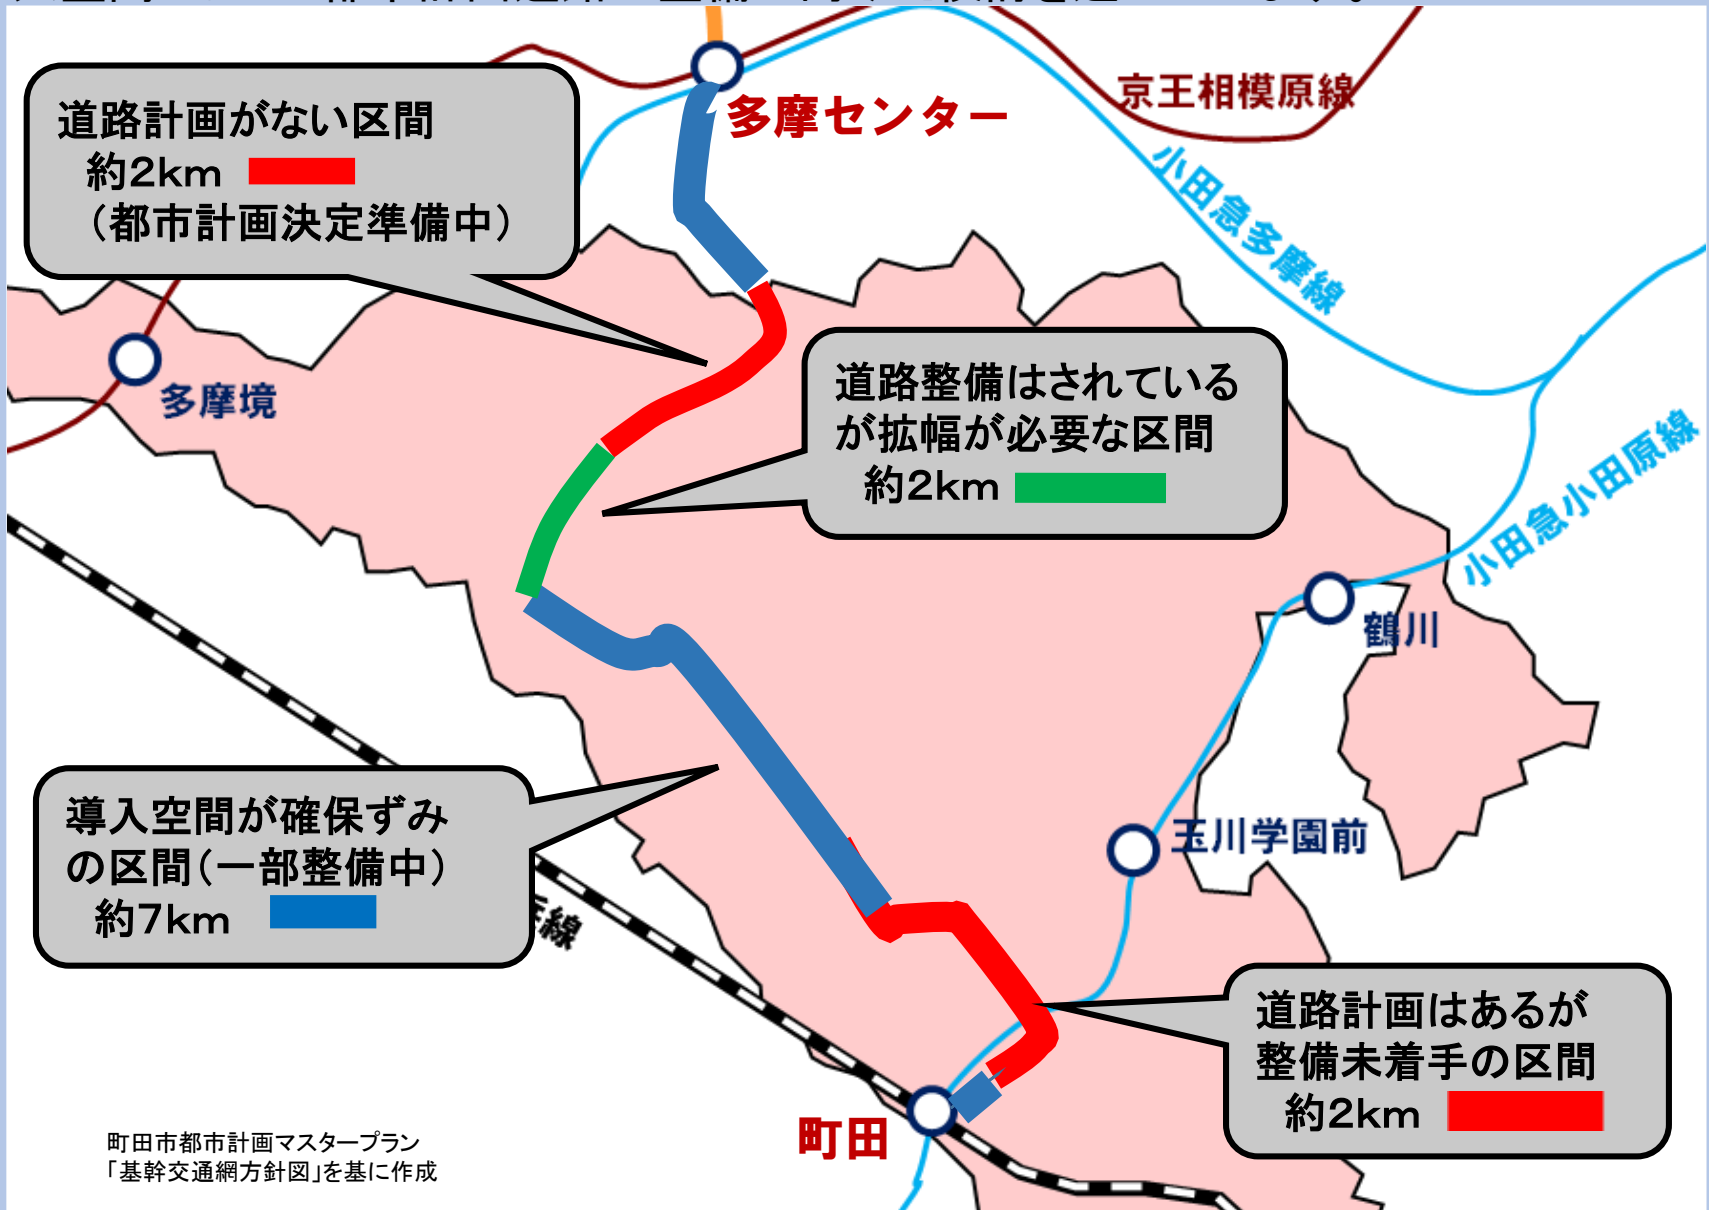 道路計画がない区間
約2km
（都市計画決定準備中）
多摩センター
京王相模原線
小田急多摩線
多摩境
道路整備はされている
が拡幅が必要な区間
約2km
小田急小田原線
鶴川
玉川学園前
導入空間が確保ずみ
の区間（一部整備中）
約7km
線
道路計画はあるが
整備未着手の区間
約2km
町田
町田市都市計画マスタープラン
「基幹交通網方針図」を基に作成